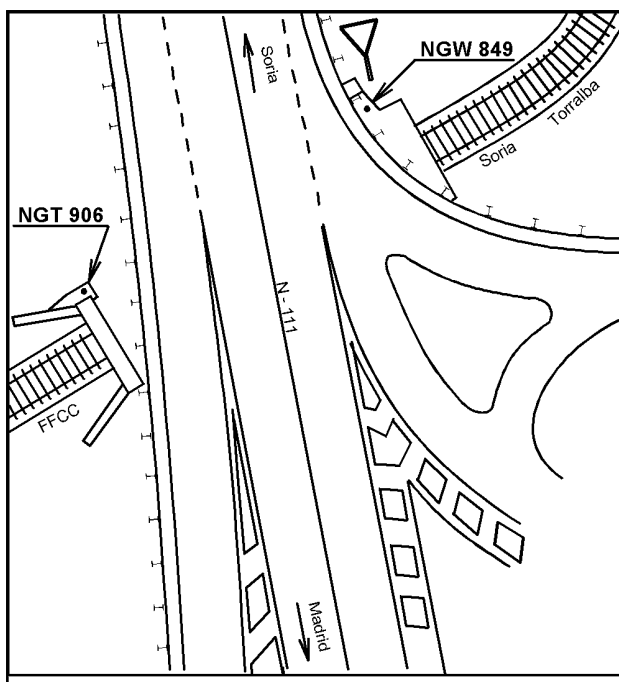 Soria
NGW 849
Torralba
Soria
NGT 906
N - 111
FFCC
Madrid